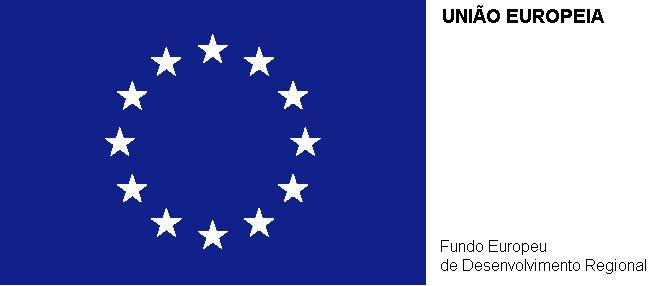 UNIÃO EUROPEIA
Fundo Europeu
de Desenvolvimento Regional